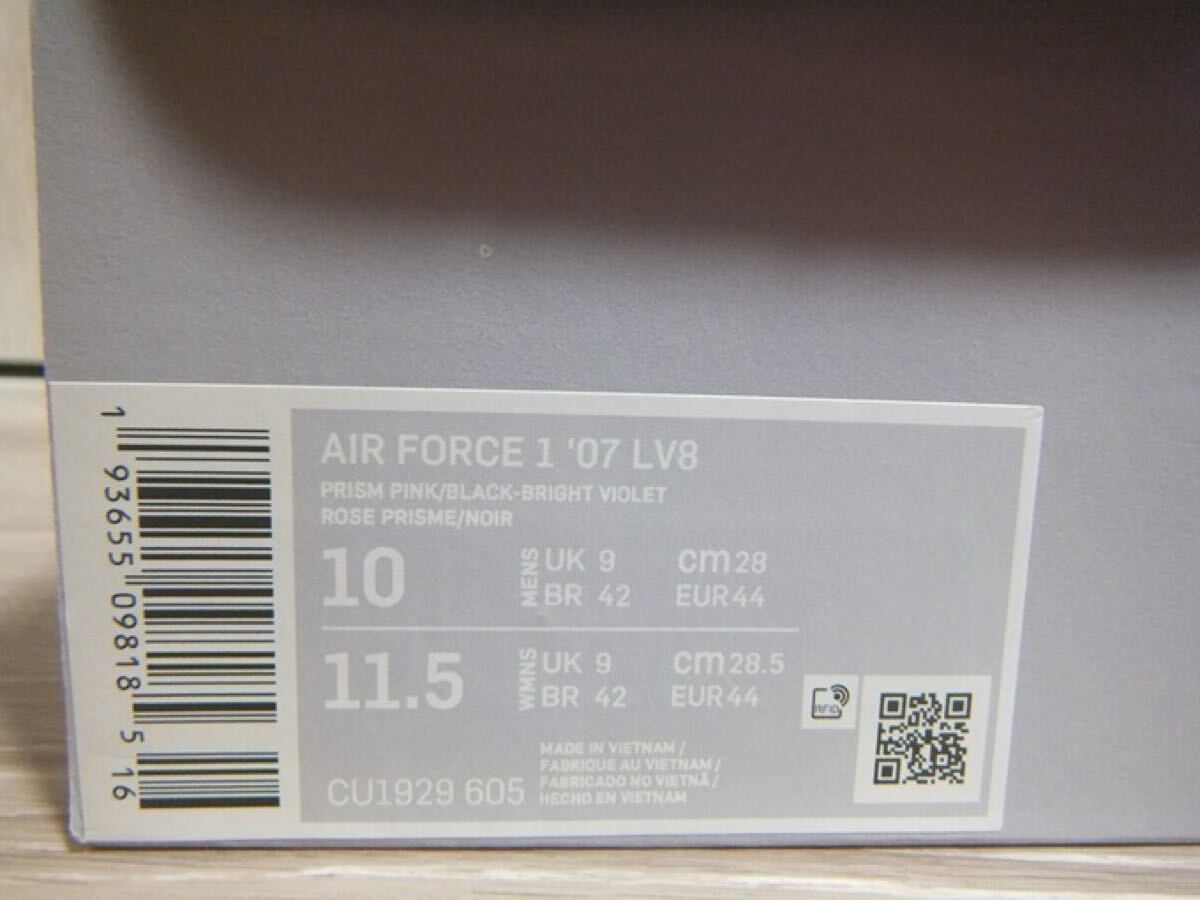 AIR FORCE 1 '07 LV8
PRISM PINK/BLACK-BRIGHT VIOLET
ROSE PRISME/NOIR
10 MENS UK 9 cm 28
BR 42 EUR 44
11.5 WMNS UK 9 cm 28.5
BR 42 EUR 44
RFID
CU1929 605
MADE IN VIETNAM /
FABRIQUE AU VIETNAM /
FABRICADO NO VIETNÃ /
HECHO EN VIETNAM
1 93655 09818 5 16